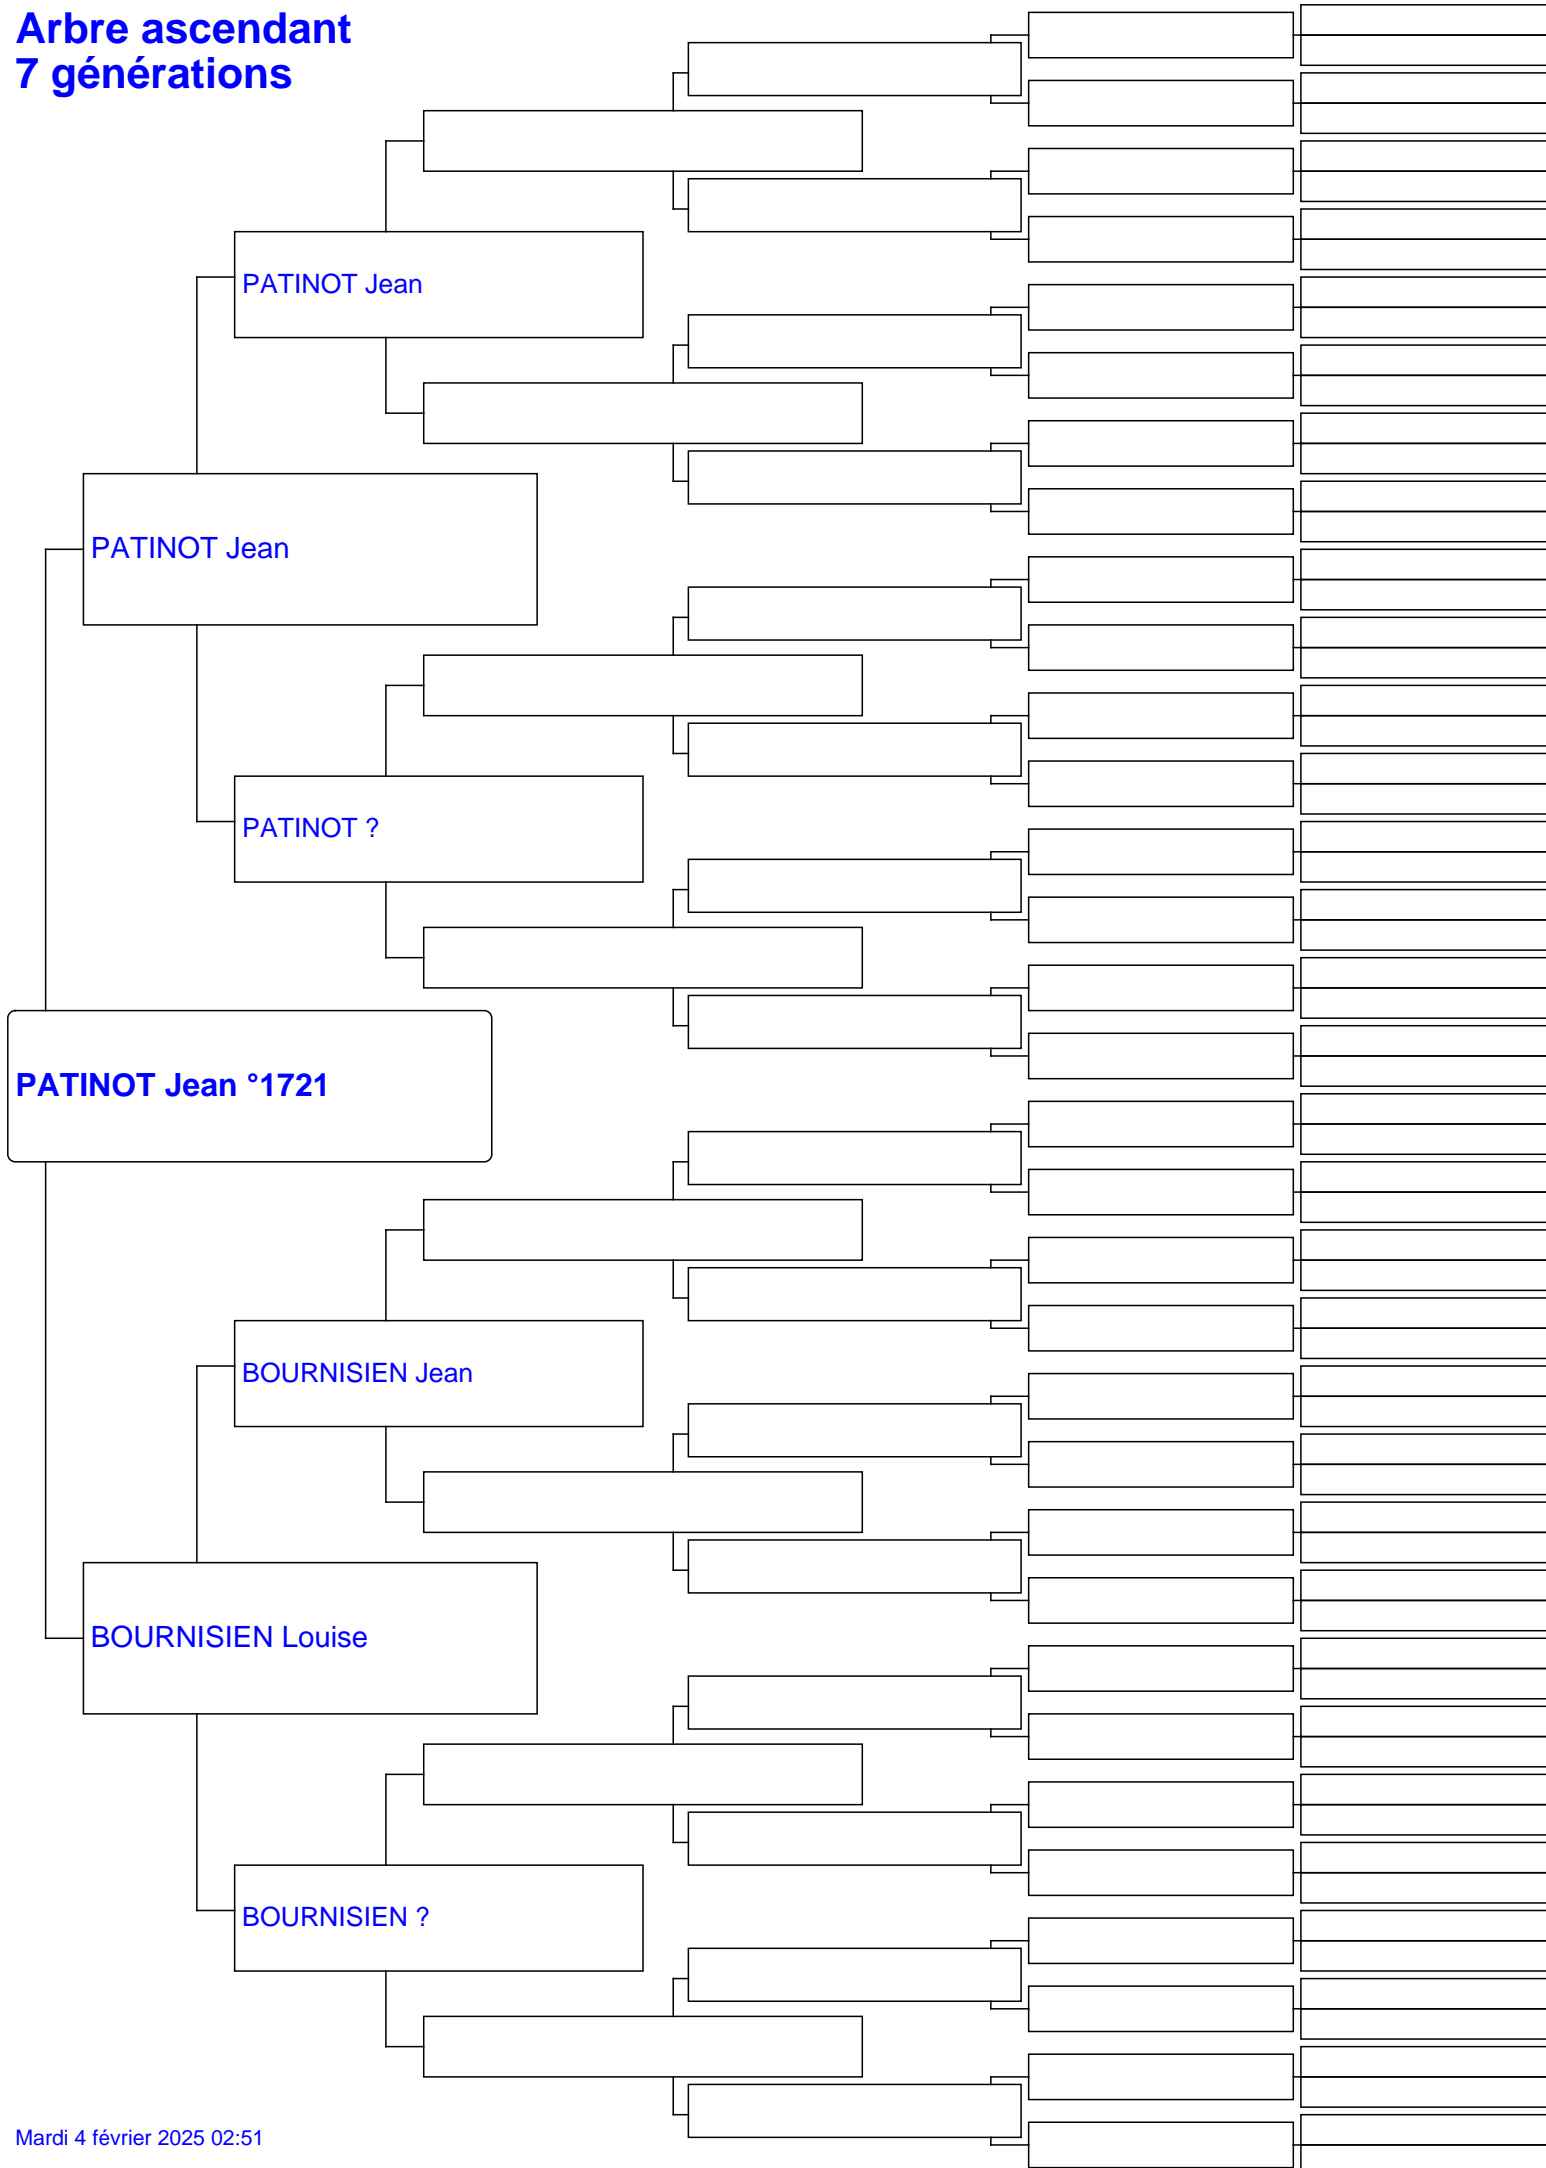 Arbre ascendant
7 générations
PATINOT Jean
PATINOT Jean
PATINOT ?
PATINOT Jean °1721
BOURNISIEN Jean
BOURNISIEN Louise
BOURNISIEN ?
Mardi 4 février 2025 02:51